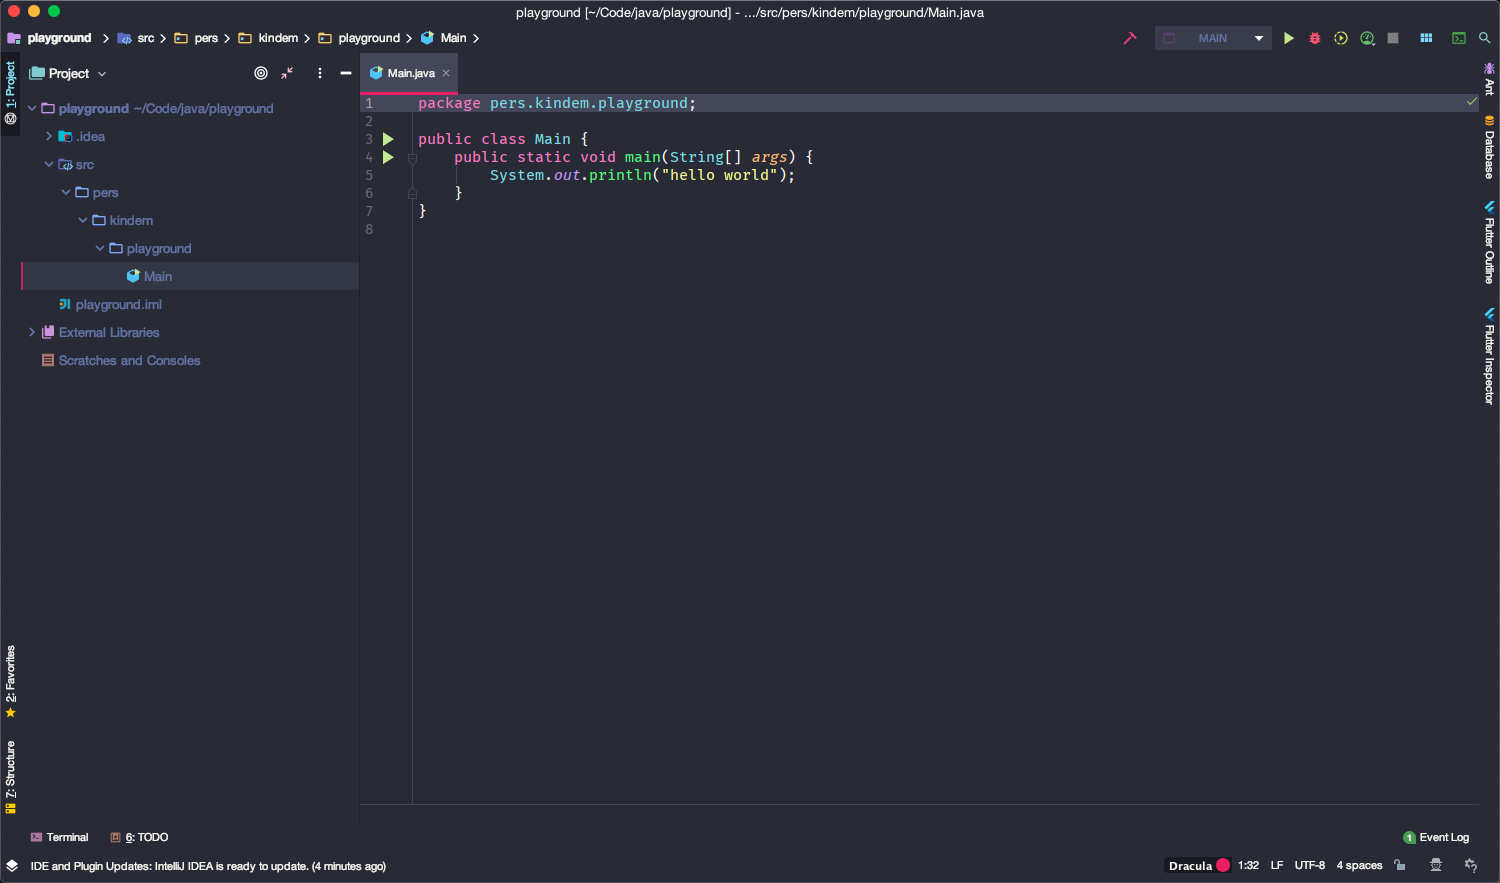 playground [~/Code/java/playground] - .../src/pers/kindem/playground/Main.java
playground src pers kindem playground Main
MAIN
1: Project
Project
Main.java
playground ~/Code/java/playground
.idea
src
pers
kindem
playground
Main
playground.iml
External Libraries
Scratches and Consoles
1 package pers.kindem.playground;
2
3 public class Main {
4 public static void main(String[] args) {
5 System.out.println("hello world");
6 }
7 }
8
Ant
Database
Flutter Outline
Flutter Inspector
2: Favorites
7: Structure
Terminal
6: TODO
1 Event Log
IDE and Plugin Updates: IntelliJ IDEA is ready to update. (4 minutes ago)
Dracula 1:32 LF UTF-8 4 spaces